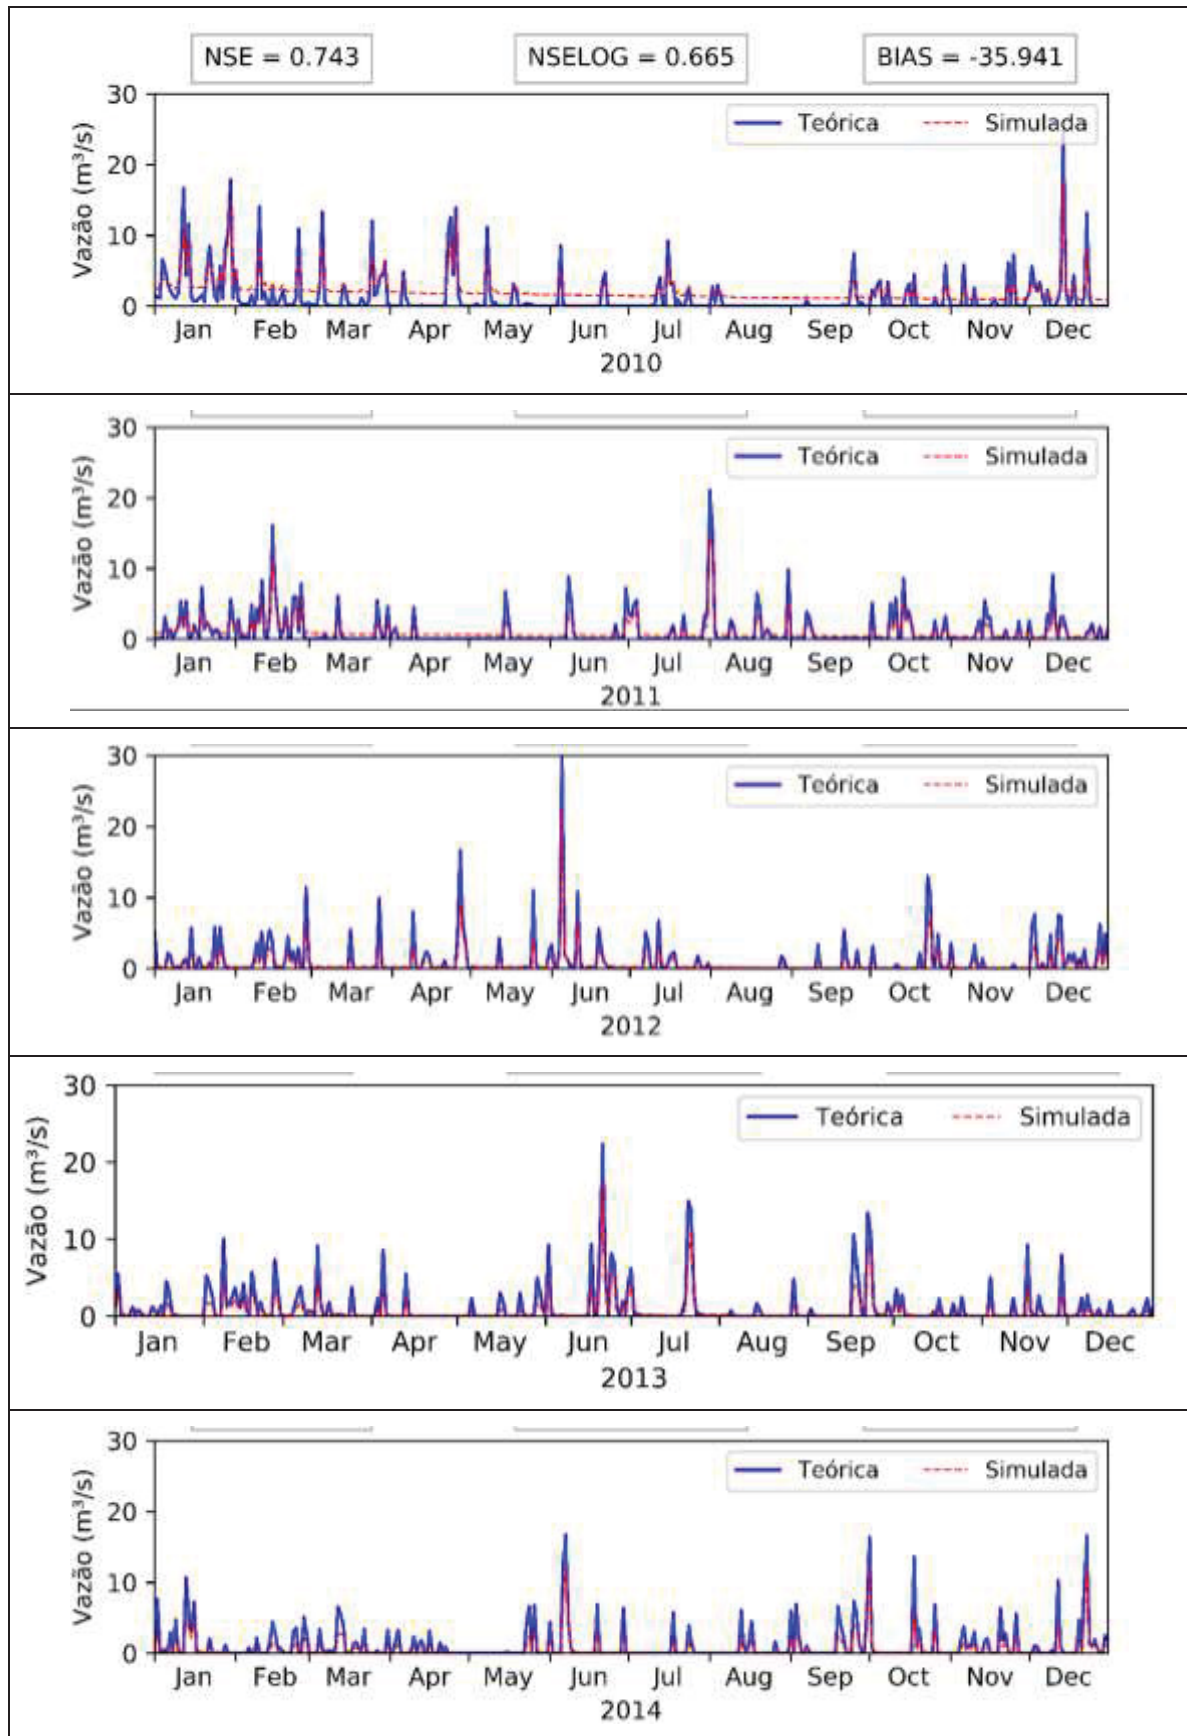 NSE = 0.743 NSELOG = 0.665 BIAS = -35.941
30
Teórica Simulada
20
10
0
Vazão (m³/s)
Jan Feb Mar Apr May Jun Jul Aug Sep Oct Nov Dec
2010
30
Teórica Simulada
20
10
0
Vazão (m³/s)
Jan Feb Mar Apr May Jun Jul Aug Sep Oct Nov Dec
2011
30
Teórica Simulada
20
10
0
Vazão (m³/s)
Jan Feb Mar Apr May Jun Jul Aug Sep Oct Nov Dec
2012
30
Teórica Simulada
20
10
0
Vazão (m³/s)
Jan Feb Mar Apr May Jun Jul Aug Sep Oct Nov Dec
2013
30
Teórica Simulada
20
10
0
Vazão (m³/s)
Jan Feb Mar Apr May Jun Jul Aug Sep Oct Nov Dec
2014